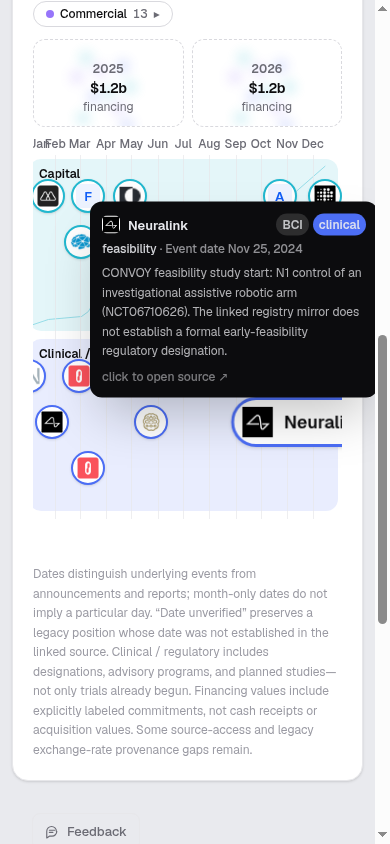 Commercial 13 ▸
2025
$1.2b
financing
2026
$1.2b
financing
Jan Feb Mar Apr May Jun Jul Aug Sep Oct Nov Dec
Capital
F
A
Neuralink BCI clinical
feasibility · Event date Nov 25, 2024
CONVOY feasibility study start: N1 control of an
investigational assistive robotic arm
(NCT06710626). The linked registry mirror does
not establish a formal early-feasibility
regulatory designation.
click to open source ↗
Clinical /
Neurali
Dates distinguish underlying events from
announcements and reports; month-only dates do not
imply a particular day. “Date unverified” preserves a
legacy position whose date was not established in the
linked source. Clinical / regulatory includes
designations, advisory programs, and planned studies—
not only trials already begun. Financing values include
explicitly labeled commitments, not cash receipts or
acquisition values. Some source-access and legacy
exchange-rate provenance gaps remain.
Feedback